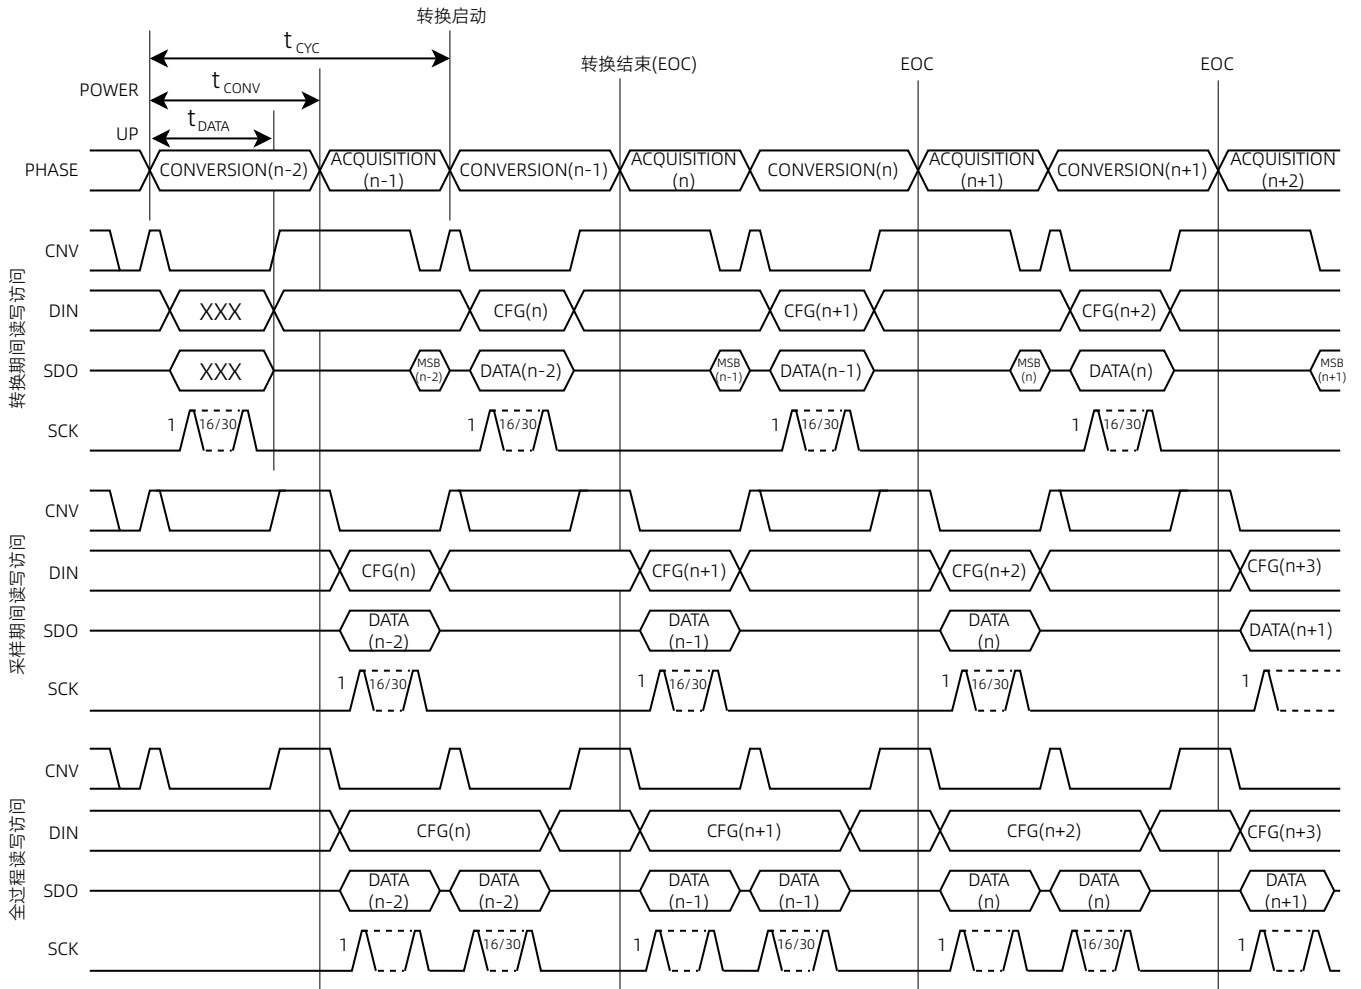 转换启动
t CYC
转换结束(EOC)
EOC
EOC
POWER
t CONV
UP
t DATA
PHASE
CONVERSION(n-2)
ACQUISITION
(n-1)
CONVERSION(n-1)
ACQUISITION
(n)
CONVERSION(n)
ACQUISITION
(n+1)
CONVERSION(n+1)
ACQUISITION
(n+2)
转换期间读写访问
CNV
DIN
XXX
CFG(n)
CFG(n+1)
CFG(n+2)
SDO
XXX
MSB
(n-2)
DATA(n-2)
MSB
(n-1)
DATA(n-1)
MSB
(n)
DATA(n)
MSB
(n+1)
SCK
1
16/30
1
16/30
1
16/30
1
16/30
采样期间读写访问
CNV
DIN
CFG(n)
CFG(n+1)
CFG(n+2)
CFG(n+3)
SDO
DATA
(n-2)
DATA
(n-1)
DATA
(n)
DATA(n+1)
SCK
1
16/30
1
16/30
1
16/30
1
全过程读写访问
CNV
DIN
CFG(n)
CFG(n+1)
CFG(n+2)
CFG(n+3)
SDO
DATA
(n-2)
DATA
(n-2)
DATA
(n-1)
DATA
(n-1)
DATA
(n)
DATA
(n)
DATA
(n+1)
SCK
1
16/30
1
16/30
1
16/30
1